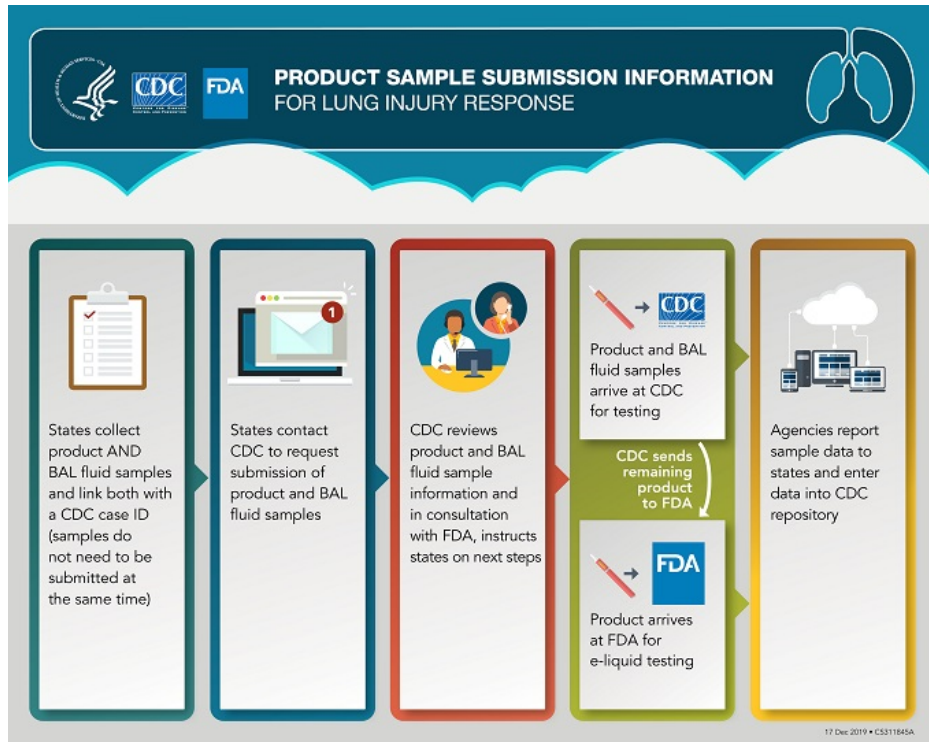 CDC
FDA
PRODUCT SAMPLE SUBMISSION INFORMATION
FOR LUNG INJURY RESPONSE
States collect
product AND
BAL fluid samples
and link both with
a CDC case ID
(samples do
not need to be
submitted at
the same time)
1
States contact
CDC to request
submission of
product and BAL
fluid samples
CDC reviews
product and BAL
fluid sample
information and
in consultation
with FDA, instructs
states on next steps
CDC
Product and BAL
fluid samples
arrive at CDC
for testing
CDC sends
remaining
product
to FDA
FDA
Product arrives
at FDA for
e-liquid testing
Agencies report
sample data to
states and enter
data into CDC
repository
17 Dec 2019 • CS311845A